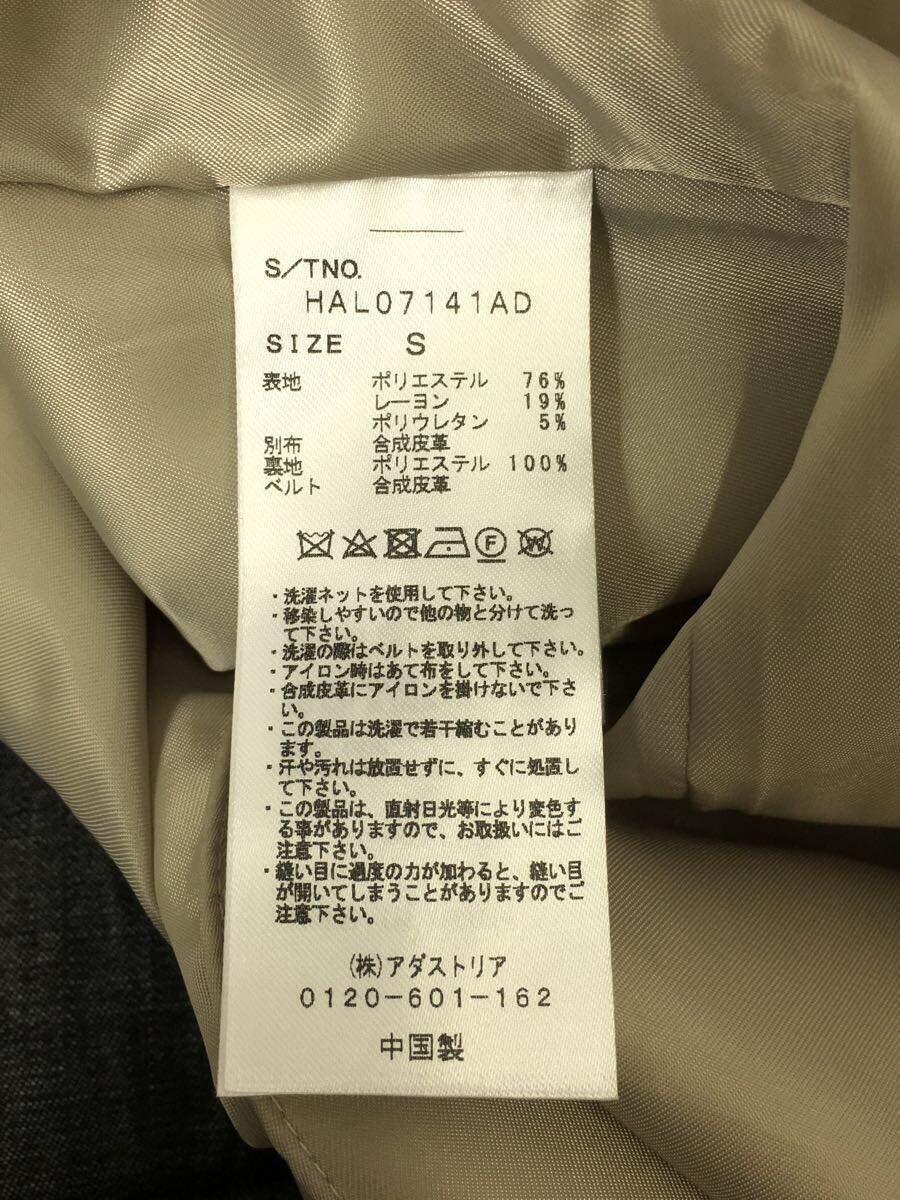 S/TNO.
HAL07141AD
SIZE S
表地 ポリエステル 76%
レーヨン 19%
ポリウレタン 5%
別布 合成皮革
裏地 ポリエステル 100%
ベルト 合成皮革
F W
・洗濯ネットを使用して下さい。
・移染しやすいので他の物と分けて洗っ
て下さい。
・洗濯の際はベルトを取り外して下さい。
・アイロン時はあて布をして下さい。
・合成皮革にアイロンを掛けないで下さ
い。
・この製品は洗濯で若干縮むことがあり
ます。
・汗や汚れは放置せずに、すぐに処置し
て下さい。
・この製品は、直射日光等により変色す
る事がありますので、お取扱いにはご
注意下さい。
・縫い目に過度の力が加わると、縫い目
が開いてしまうことがありますのでご
注意下さい。
(株)アダストリア
0120-601-162
中国製